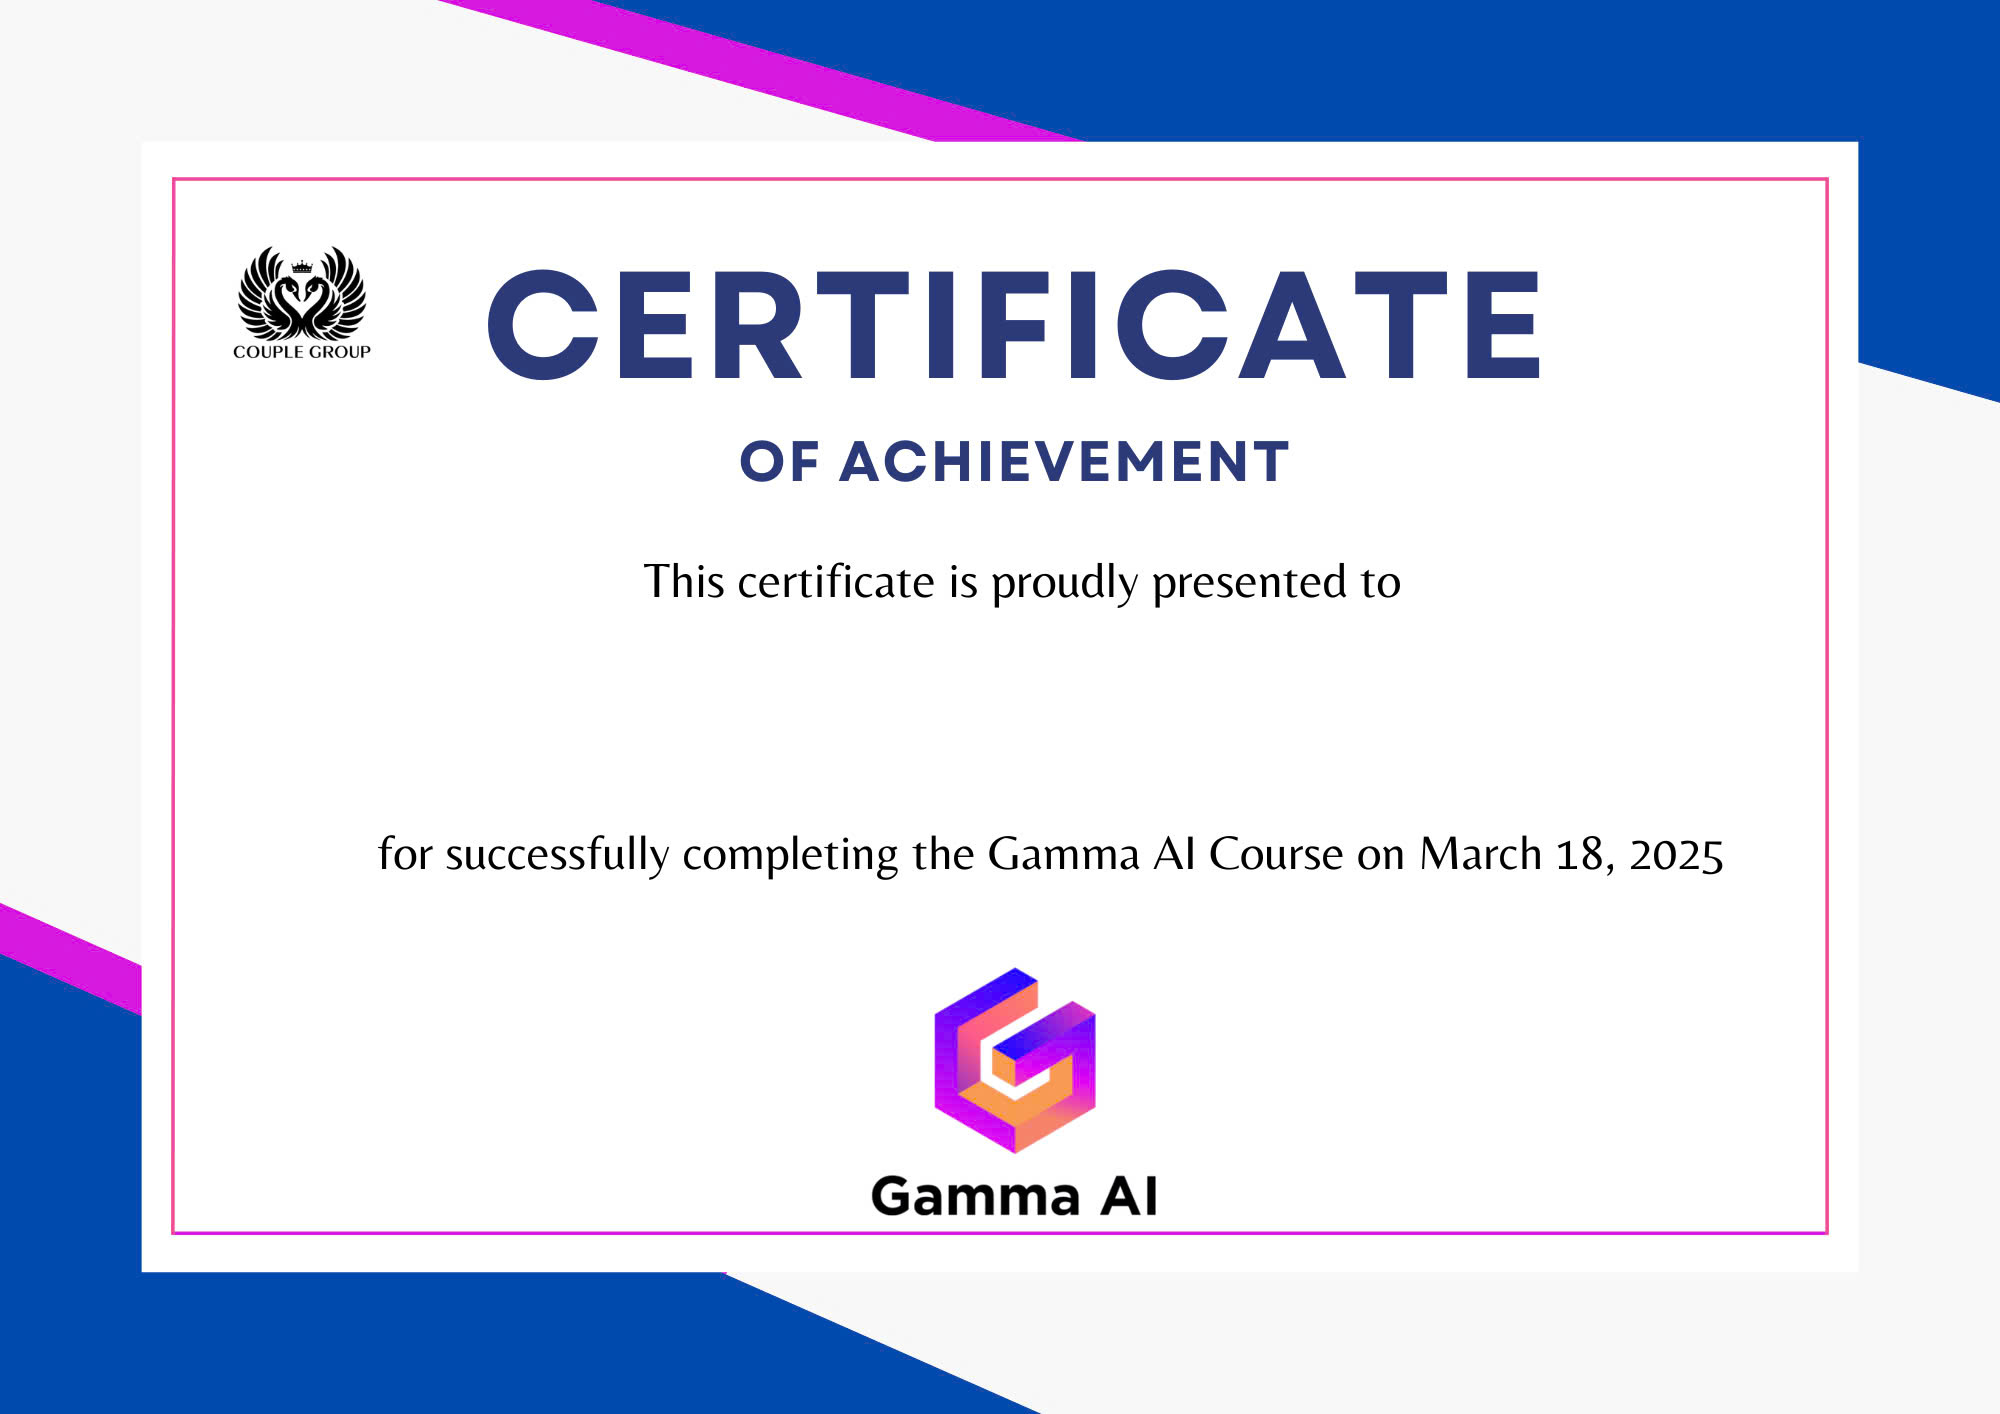 COUPLE GROUP
CERTIFICATE
OF ACHIEVEMENT
This certificate is proudly presented to
for successfully completing the Gamma AI Course on March 18, 2025
Gamma AI